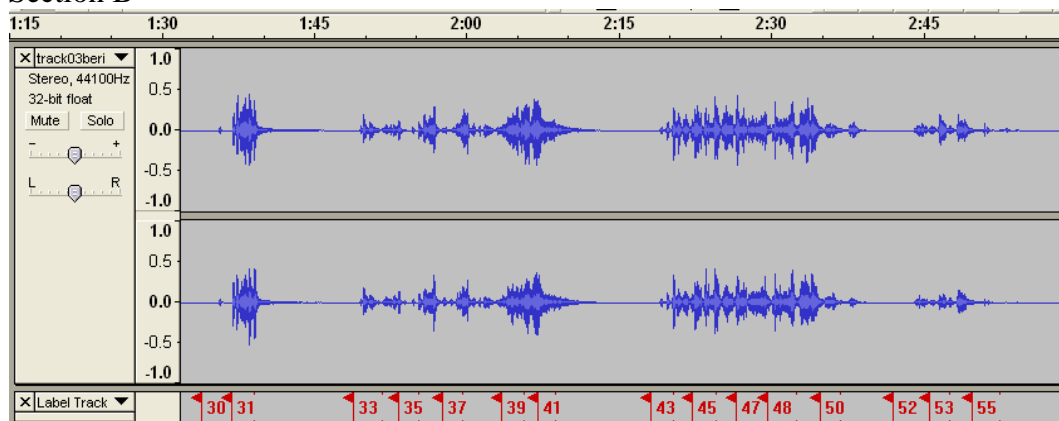 Section B
1:15 1:30 1:45 2:00 2:15 2:30 2:45
X track03beri ▼
Stereo, 44100Hz
32-bit float
Mute Solo
- +
L R
1.0
0.5
0.0
-0.5
-1.0
1.0
0.5
0.0
-0.5
-1.0
X Label Track ▼
30 31 33 35 37 39 41 43 45 47 48 50 52 53 55